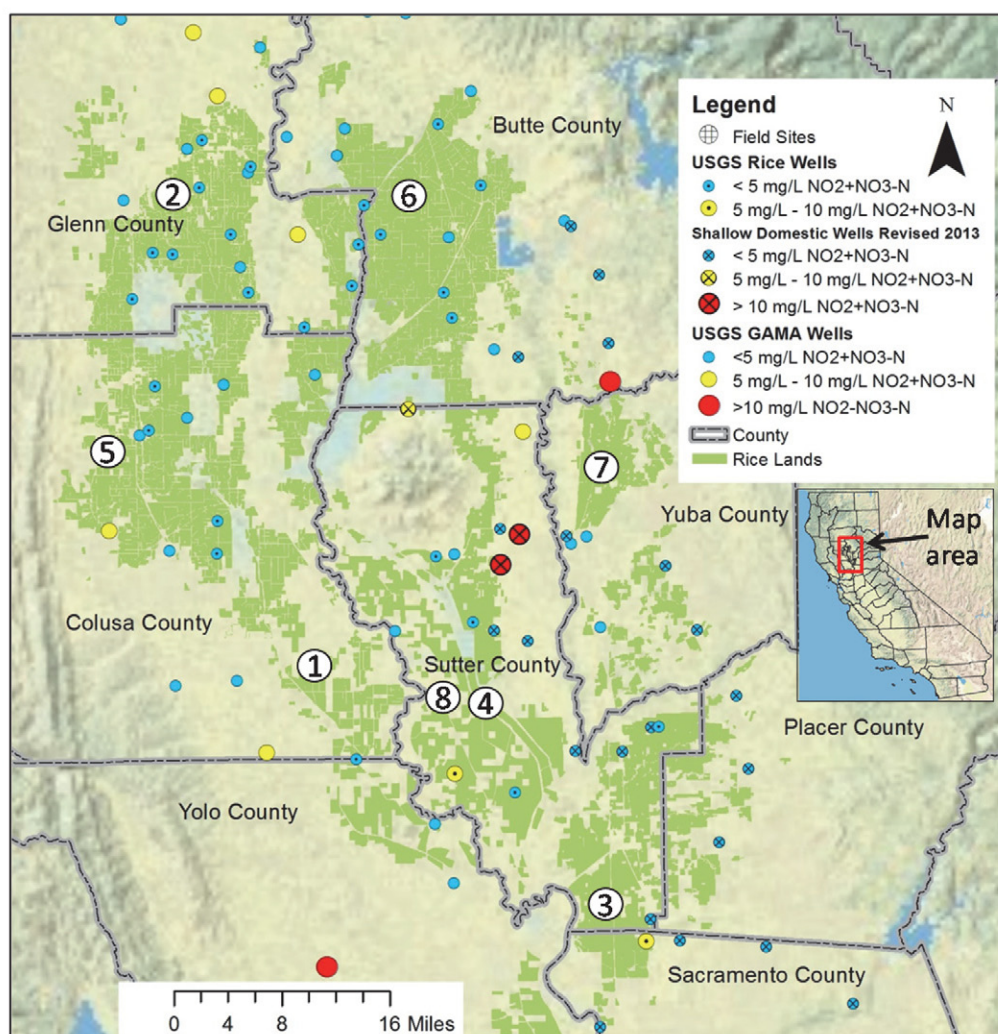 Butte County
Glenn County
Colusa County
Sutter County
Yuba County
Yolo County
Placer County
Sacramento County
2
6
5
7
1
8
4
3
Legend
N
Field Sites
USGS Rice Wells
< 5 mg/L NO2+NO3-N
5 mg/L - 10 mg/L NO2+NO3-N
Shallow Domestic Wells Revised 2013
< 5 mg/L NO2+NO3-N
5 mg/L - 10 mg/L NO2+NO3-N
> 10 mg/L NO2+NO3-N
USGS GAMA Wells
<5 mg/L NO2+NO3-N
5 mg/L - 10 mg/L NO2+NO3-N
>10 mg/L NO2-NO3-N
County
Rice Lands
Map
area
0 4 8 16 Miles